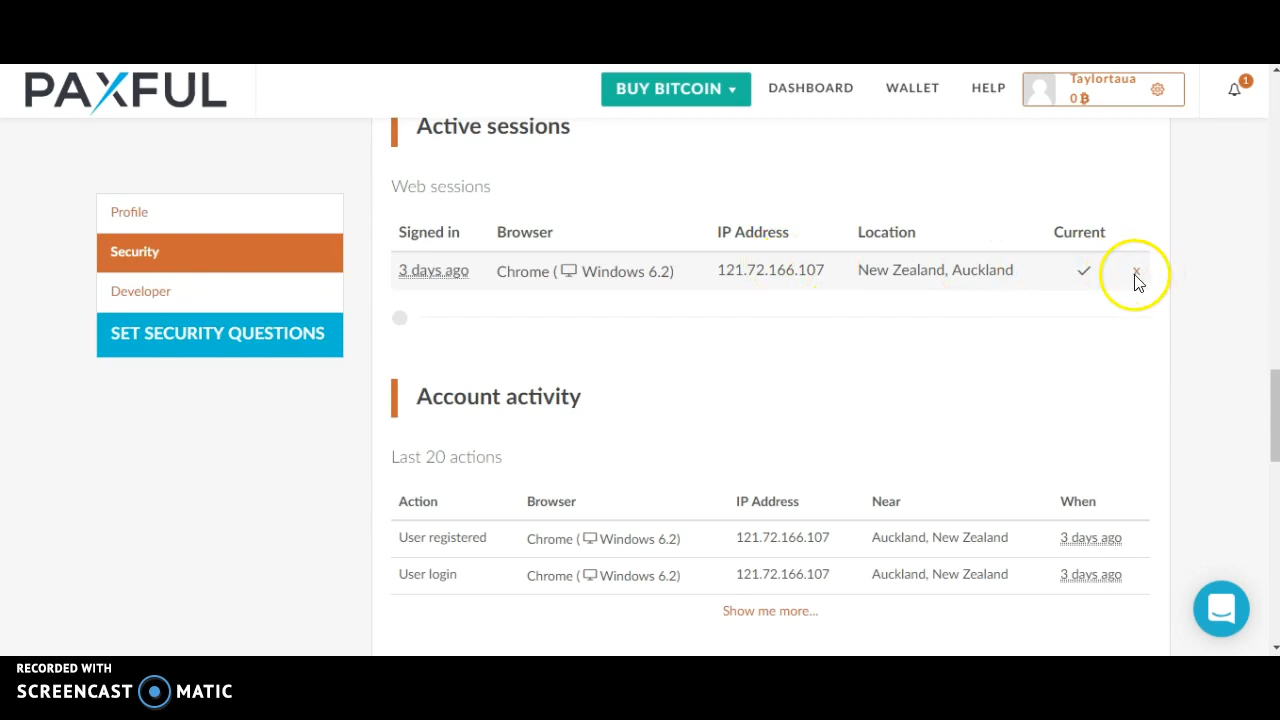 PAXFUL
BUY BITCOIN
DASHBOARD
WALLET
HELP
Taylortaua
0
1
Active sessions
Profile
Security
Developer
SET SECURITY QUESTIONS
Web sessions
Signed in Browser IP Address Location Current
3 days ago Chrome ( Windows 6.2) 121.72.166.107 New Zealand, Auckland x
Account activity
Last 20 actions
Action Browser IP Address Near When
User registered Chrome ( Windows 6.2) 121.72.166.107 Auckland, New Zealand 3 days ago
User login Chrome ( Windows 6.2) 121.72.166.107 Auckland, New Zealand 3 days ago
Show me more...
RECORDED WITH
SCREENCAST MATIC